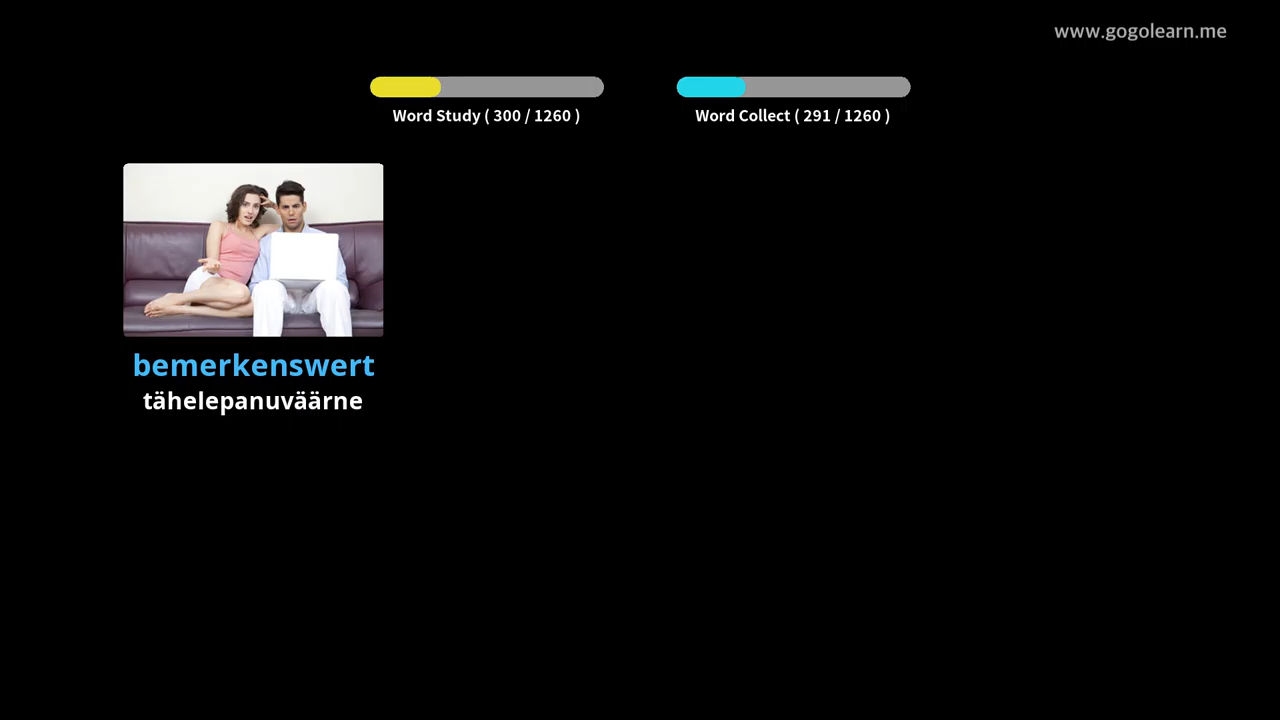 www.gogolearn.me
Word Study ( 300 / 1260 )
Word Collect ( 291 / 1260 )
bemerkenswert
tähelepanuväärne